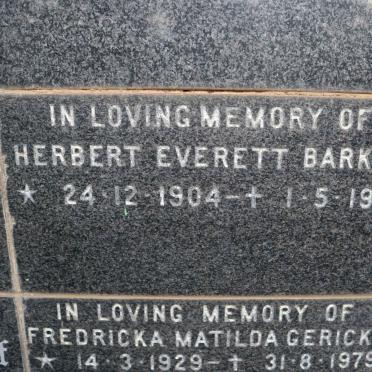 IN LOVING MEMORY OF
HERBERT EVERETT BARK
★ 24·12·1904-† 1·5·19
IN LOVING MEMORY OF
FREDRICKA MATILDA GERICK
★ 14·3·1929-† 31·8·1979